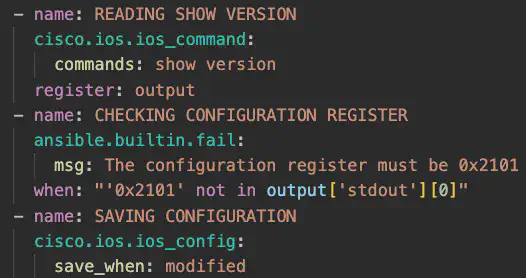 - name: READING SHOW VERSION
  cisco.ios.ios_command:
    commands: show version
  register: output
- name: CHECKING CONFIGURATION REGISTER
  ansible.builtin.fail:
    msg: The configuration register must be 0x2101
  when: "'0x2101' not in output['stdout'][0]"
- name: SAVING CONFIGURATION
  cisco.ios.ios_config:
    save_when: modified